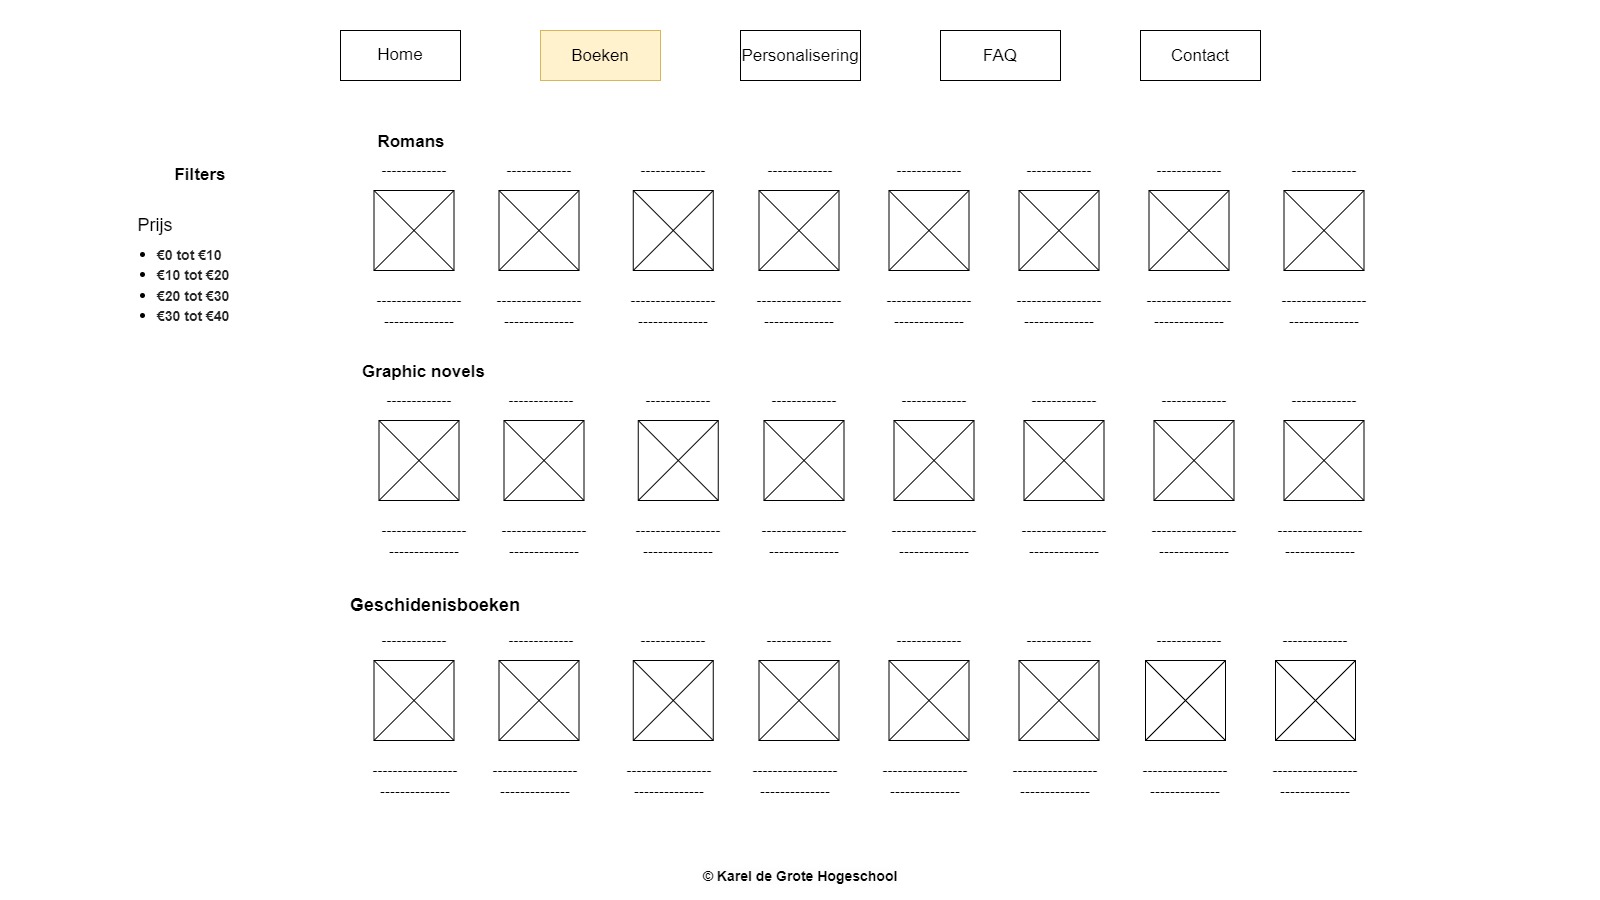 Home
Boeken
Personalisering
FAQ
Contact
Filters
Prijs
€0 tot €10
€10 tot €20
€20 tot €30
€30 tot €40
Romans
Graphic novels
Geschidenisboeken
© Karel de Grote Hogeschool